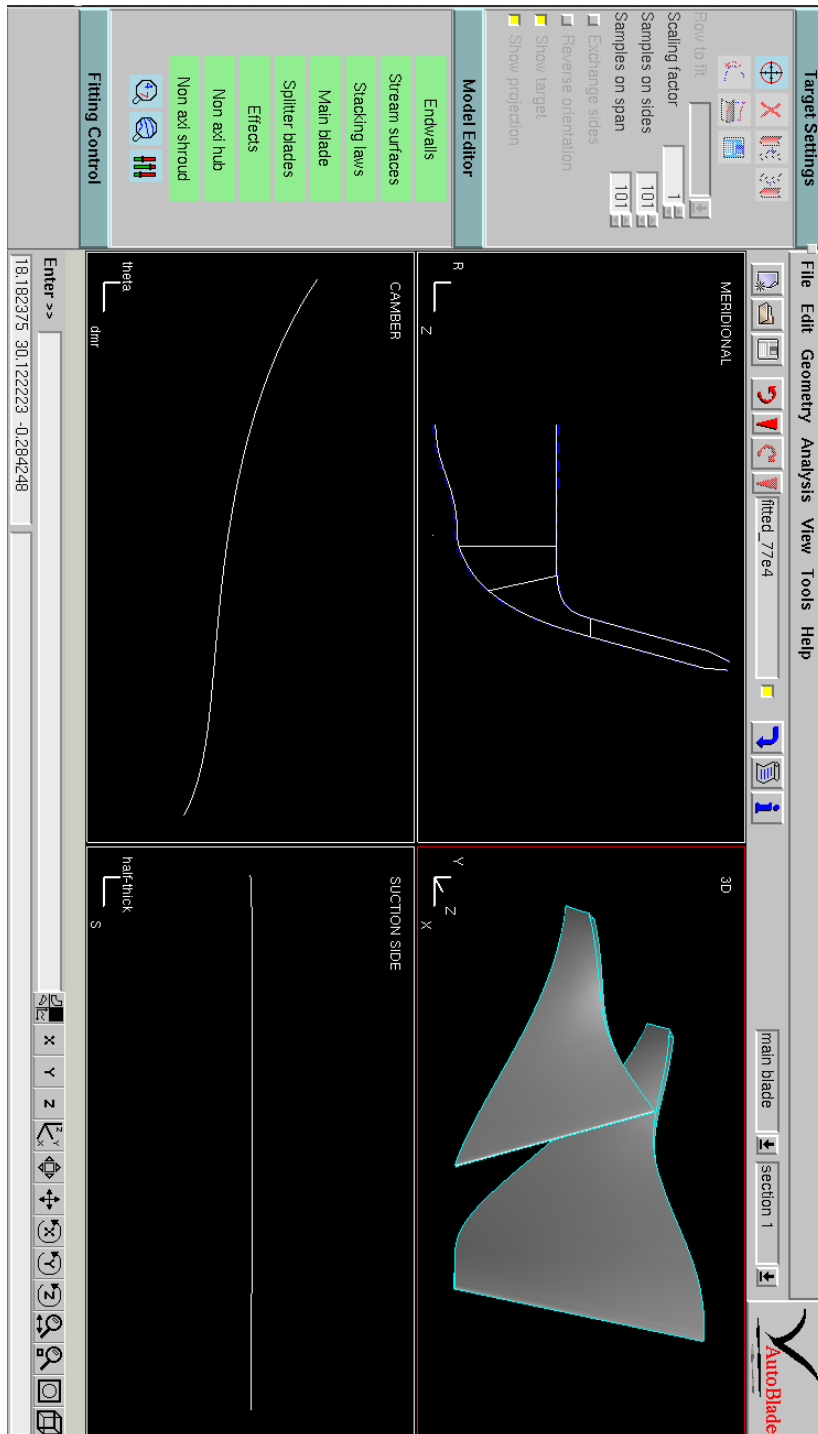 Target Settings
Row to fit
Scaling factor 1
Samples on sides 101
Samples on span 101
Exchange sides
Reverse orientation
Show target
Show projection
Model Editor
Endwalls
Stream surfaces
Stacking laws
Main blade
Splitter blades
Effects
Non axi hub
Non axi shroud
Fitting Control
File Edit Geometry Analysis View Tools Help
fitted_77e4
main blade
section 1
AutoBlade
MERIDIONAL
R
Z
3D
Y
Z
X
CAMBER
theta
dmr
SUCTION SIDE
half-thick
S
Enter >>
X Y Z
18.182375 30.122223 -0.284248